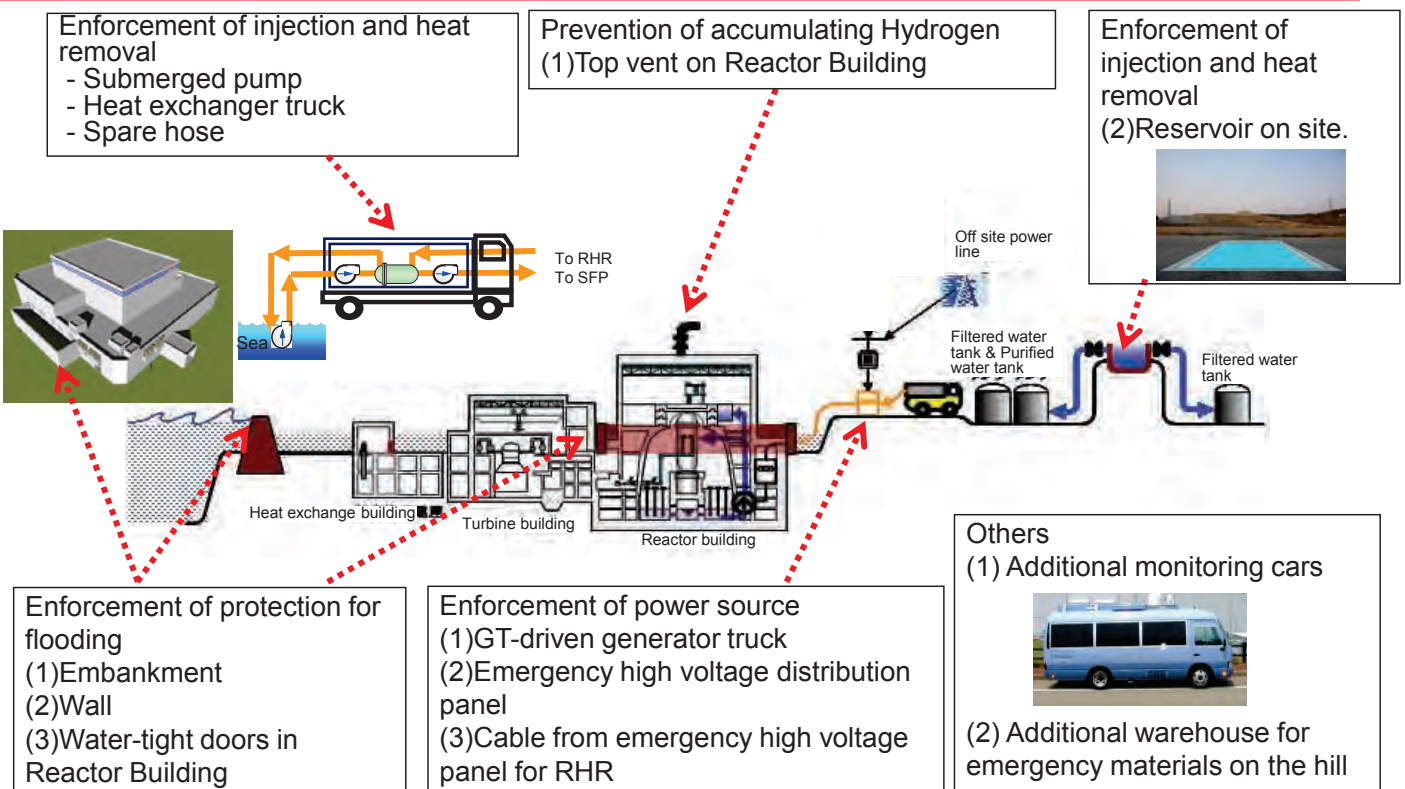 Enforcement of injection and heat
removal
- Submerged pump
- Heat exchanger truck
- Spare hose
Prevention of accumulating Hydrogen
(1)Top vent on Reactor Building
Enforcement of
injection and heat
removal
(2)Reservoir on site.
To RHR
To SFP
Sea
Off site power
line
Filtered water
tank & Purified
water tank
Filtered water
tank
Heat exchange building
Turbine building
Reactor building
Enforcement of protection for
flooding
(1)Embankment
(2)Wall
(3)Water-tight doors in
Reactor Building
Enforcement of power source
(1)GT-driven generator truck
(2)Emergency high voltage distribution
panel
(3)Cable from emergency high voltage
panel for RHR
Others
(1) Additional monitoring cars
(2) Additional warehouse for
emergency materials on the hill